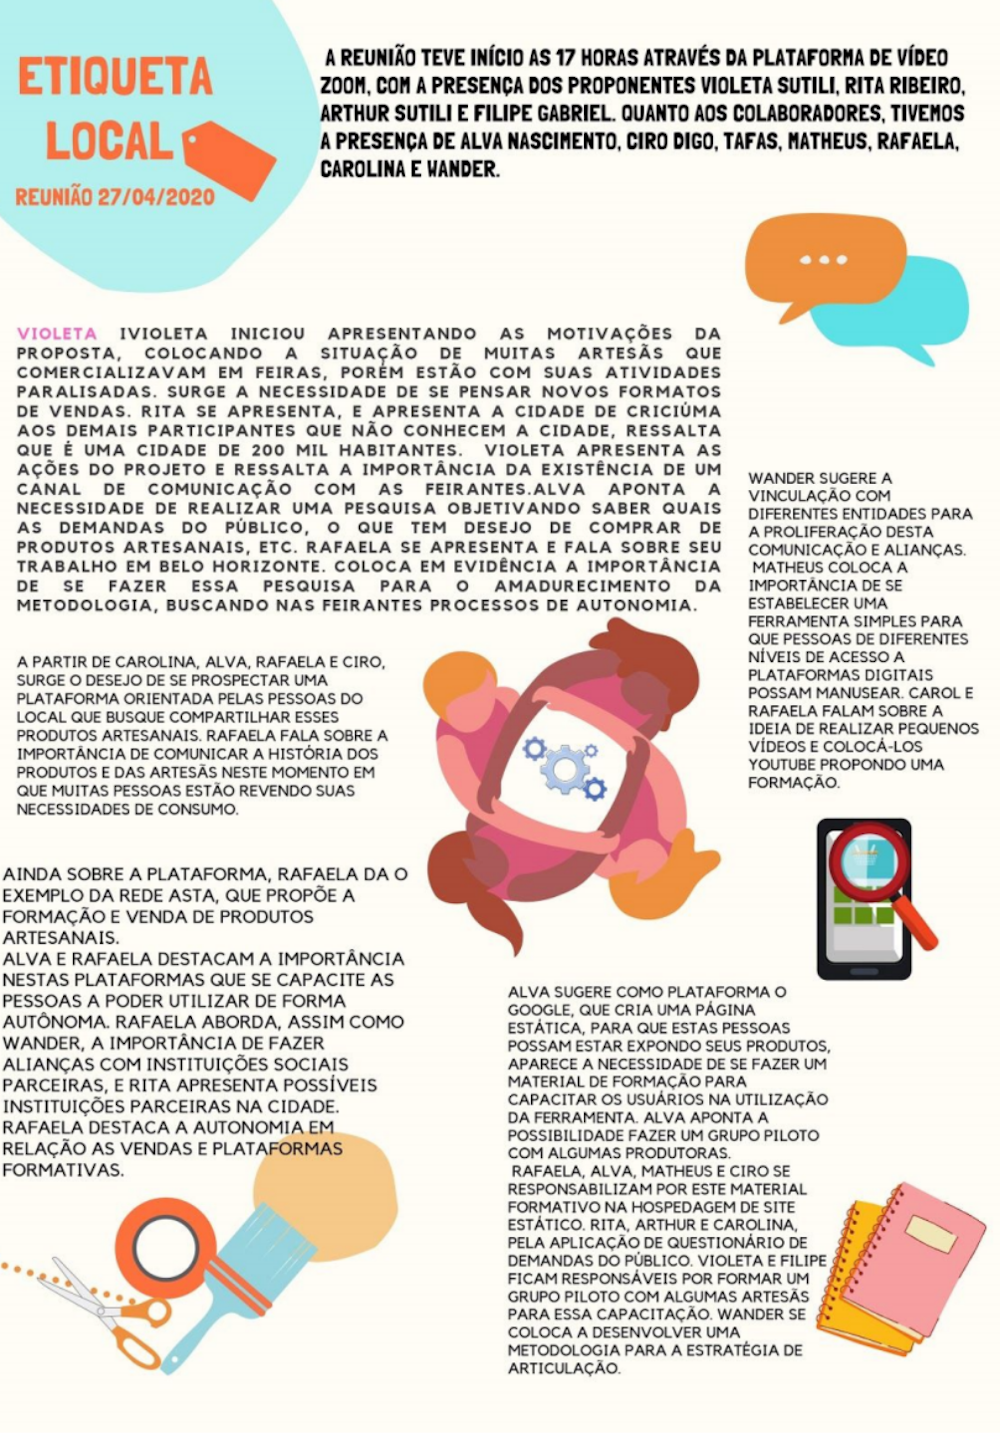 ETIQUETA
LOCAL
REUNIÃO 27/04/2020
A REUNIÃO TEVE INÍCIO AS 17 HORAS ATRAVÉS DA PLATAFORMA DE VÍDEO
ZOOM, COM A PRESENÇA DOS PROPONENTES VIOLETA SUTILI, RITA RIBEIRO,
ARTHUR SUTILI E FILIPE GABRIEL. QUANTO AOS COLABORADORES, TIVEMOS
A PRESENÇA DE ALVA NASCIMENTO, CIRO DIGO, TAFAS, MATHEUS, RAFAELA,
CAROLINA E WANDER.
VIOLETA IVIOLETA INICIOU APRESENTANDO AS MOTIVAÇÕES DA
PROPOSTA, COLOCANDO A SITUAÇÃO DE MUITAS ARTESÃS QUE
COMERCIALIZAVAM EM FEIRAS, PORÉM ESTÃO COM SUAS ATIVIDADES
PARALISADAS. SURGE A NECESSIDADE DE SE PENSAR NOVOS FORMATOS
DE VENDAS. RITA SE APRESENTA, E APRESENTA A CIDADE DE CRICIÚMA
AOS DEMAIS PARTICIPANTES QUE NÃO CONHECEM A CIDADE, RESSALTA
QUE É UMA CIDADE DE 200 MIL HABITANTES. VIOLETA APRESENTA AS
AÇÕES DO PROJETO E RESSALTA A IMPORTÂNCIA DA EXISTÊNCIA DE UM
CANAL DE COMUNICAÇÃO COM AS FEIRANTES.ALVA APONTA A
NECESSIDADE DE REALIZAR UMA PESQUISA OBJETIVANDO SABER QUAIS
AS DEMANDAS DO PÚBLICO, O QUE TEM DESEJO DE COMPRAR DE
PRODUTOS ARTESANAIS, ETC. RAFAELA SE APRESENTA E FALA SOBRE SEU
TRABALHO EM BELO HORIZONTE. COLOCA EM EVIDÊNCIA A IMPORTÂNCIA
DE SE FAZER ESSA PESQUISA PARA O AMADURECIMENTO DA
METODOLOGIA, BUSCANDO NAS FEIRANTES PROCESSOS DE AUTONOMIA.
WANDER SUGERE A
VINCULAÇÃO COM
DIFERENTES ENTIDADES PARA
A PROLIFERAÇÃO DESTA
COMUNICAÇÃO E ALIANÇAS.
MATHEUS COLOCA A
IMPORTÂNCIA DE SE
ESTABELECER UMA
FERRAMENTA SIMPLES PARA
QUE PESSOAS DE DIFERENTES
NÍVEIS DE ACESSO A
PLATAFORMAS DIGITAIS
POSSAM MANUSEAR. CAROL E
RAFAELA FALAM SOBRE A
IDEIA DE REALIZAR PEQUENOS
VÍDEOS E COLOCÁ-LOS
YOUTUBE PROPONDO UMA
FORMAÇÃO.
A PARTIR DE CAROLINA, ALVA, RAFAELA E CIRO,
SURGE O DESEJO DE SE PROSPECTAR UMA
PLATAFORMA ORIENTADA PELAS PESSOAS DO
LOCAL QUE BUSQUE COMPARTILHAR ESSES
PRODUTOS ARTESANAIS. RAFAELA FALA SOBRE A
IMPORTÂNCIA DE COMUNICAR A HISTÓRIA DOS
PRODUTOS E DAS ARTESÃS NESTE MOMENTO EM
QUE MUITAS PESSOAS ESTÃO REVENDO SUAS
NECESSIDADES DE CONSUMO.
AINDA SOBRE A PLATAFORMA, RAFAELA DA O
EXEMPLO DA REDE ASTA, QUE PROPÕE A
FORMAÇÃO E VENDA DE PRODUTOS
ARTESANAIS.
ALVA E RAFAELA DESTACAM A IMPORTÂNCIA
NESTAS PLATAFORMAS QUE SE CAPACITE AS
PESSOAS A PODER UTILIZAR DE FORMA
AUTÔNOMA. RAFAELA ABORDA, ASSIM COMO
WANDER, A IMPORTÂNCIA DE FAZER
ALIANÇAS COM INSTITUIÇÕES SOCIAIS
PARCEIRAS, E RITA APRESENTA POSSÍVEIS
INSTITUIÇÕES PARCEIRAS NA CIDADE.
RAFAELA DESTACA A AUTONOMIA EM
RELAÇÃO AS VENDAS E PLATAFORMAS
FORMATIVAS.
ALVA SUGERE COMO PLATAFORMA O
GOOGLE, QUE CRIA UMA PÁGINA
ESTÁTICA, PARA QUE ESTAS PESSOAS
POSSAM ESTAR EXPONDO SEUS PRODUTOS,
APARECE A NECESSIDADE DE SE FAZER UM
MATERIAL DE FORMAÇÃO PARA
CAPACITAR OS USUÁRIOS NA UTILIZAÇÃO
DA FERRAMENTA. ALVA APONTA A
POSSIBILIDADE FAZER UM GRUPO PILOTO
COM ALGUMAS PRODUTORAS.
RAFAELA, ALVA, MATHEUS E CIRO SE
RESPONSABILIZAM POR ESTE MATERIAL
FORMATIVO NA HOSPEDAGEM DE SITE
ESTÁTICO. RITA, ARTHUR E CAROLINA,
PELA APLICAÇÃO DE QUESTIONÁRIO DE
DEMANDAS DO PÚBLICO. VIOLETA E FILIPE
FICAM RESPONSÁVEIS POR FORMAR UM
GRUPO PILOTO COM ALGUMAS ARTESÃS
PARA ESSA CAPACITAÇÃO. WANDER SE
COLOCA A DESENVOLVER UMA
METODOLOGIA PARA A ESTRATÉGIA DE
ARTICULAÇÃO.